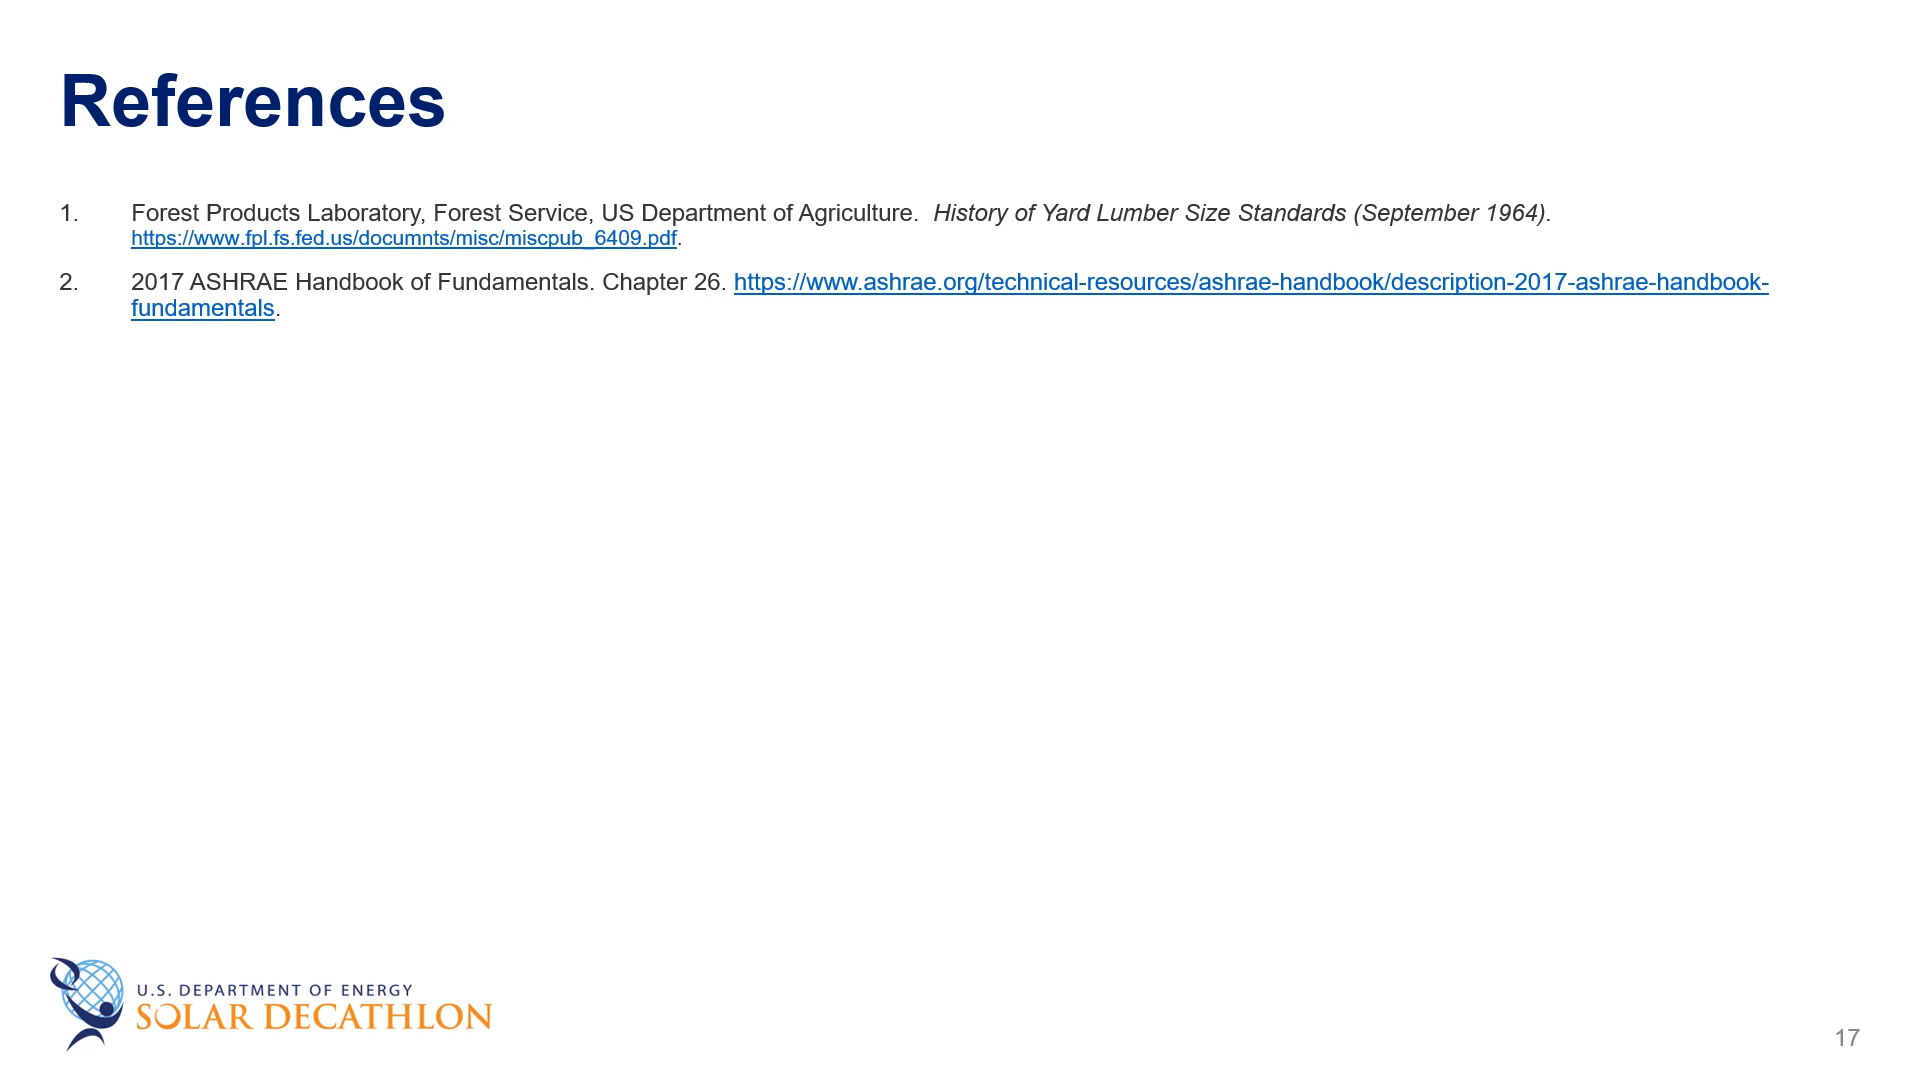 References
1. Forest Products Laboratory, Forest Service, US Department of Agriculture.  History of Yard Lumber Size Standards (September 1964).
https://www.fpl.fs.fed.us/documnts/misc/miscpub_6409.pdf.
2. 2017 ASHRAE Handbook of Fundamentals. Chapter 26. https://www.ashrae.org/technical-resources/ashrae-handbook/description-2017-ashrae-handbook-
fundamentals.
U.S. DEPARTMENT OF ENERGY
SOLAR DECATHLON
17